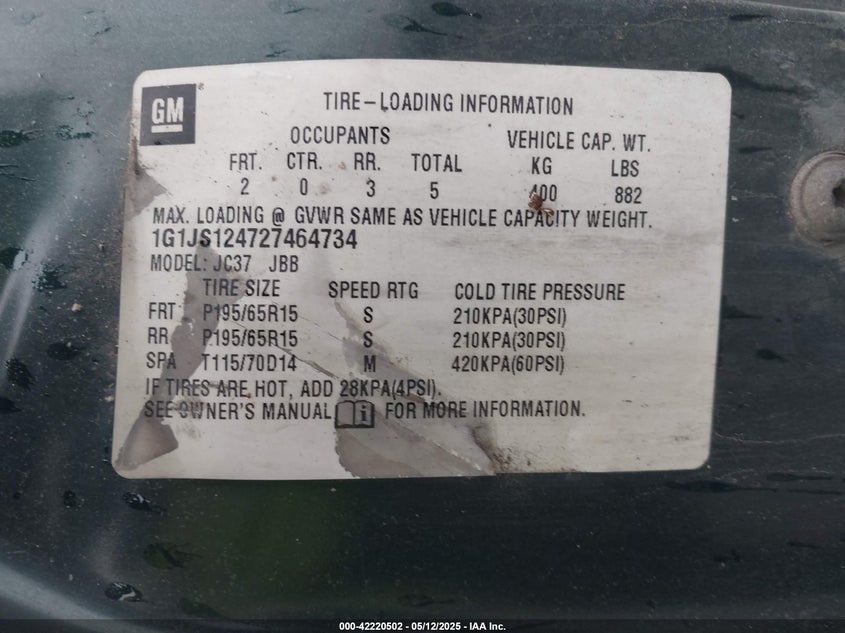 GM
TIRE-LOADING INFORMATION
OCCUPANTS VEHICLE CAP. WT.
FRT. CTR. RR. TOTAL KG LBS
2 0 3 5 400 882
MAX. LOADING @ GVWR SAME AS VEHICLE CAPACITY WEIGHT.
1G1JS124727464734
MODEL: JC37 JBB
TIRE SIZE SPEED RTG COLD TIRE PRESSURE
FRT P195/65R15 S 210KPA(30PSI)
RR P195/65R15 S 210KPA(30PSI)
SPA T115/70D14 M 420KPA(60PSI)
IF TIRES ARE HOT, ADD 28KPA(4PSI).
SEE OWNER'S MANUAL i FOR MORE INFORMATION.
000-42220502 - 05/12/2025 - IAA Inc.